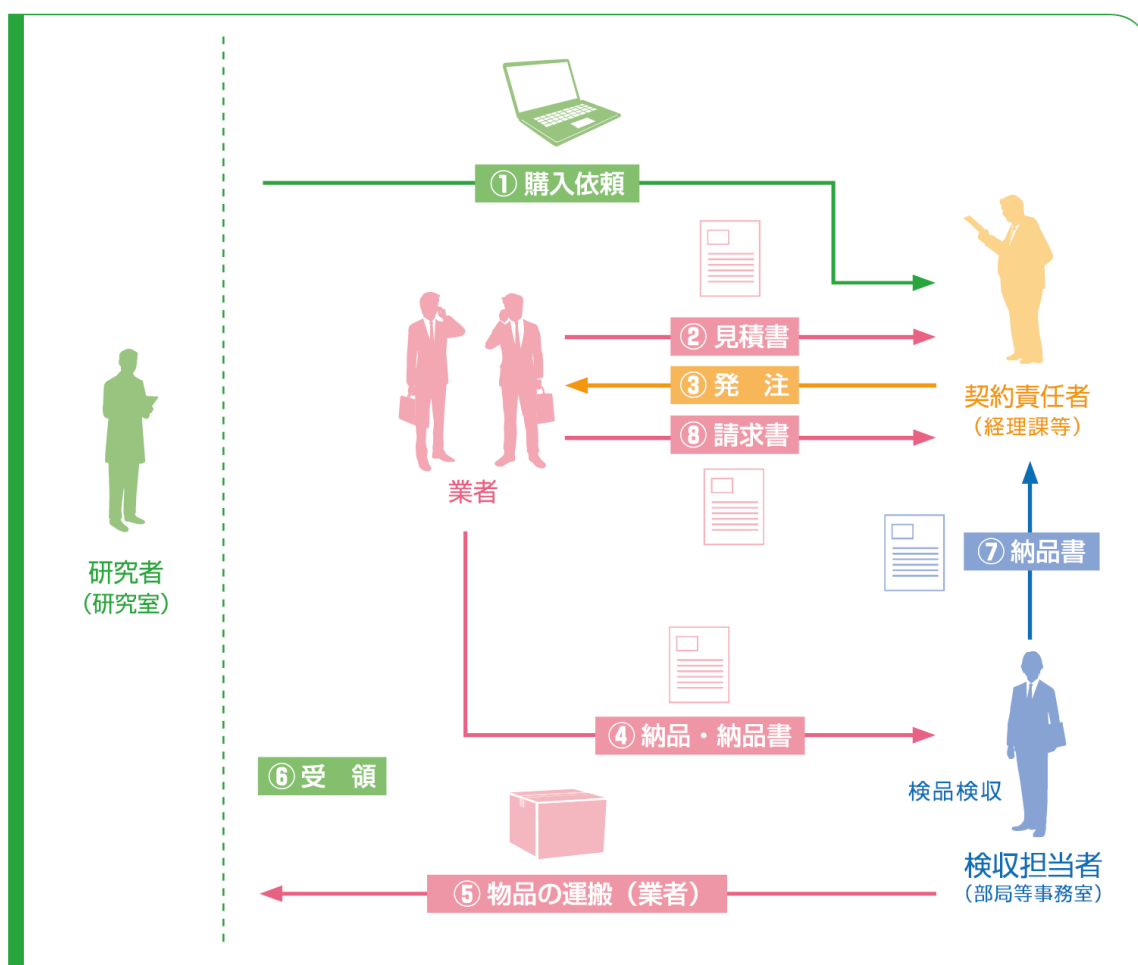 ① 購入依頼
② 見積書
③ 発　注
⑧ 請求書
契約責任者
（経理課等）
業者
⑦ 納品書
研究者
（研究室）
④ 納品・納品書
⑥ 受　領
検品検収
検収担当者
（部局等事務室）
⑤ 物品の運搬（業者）